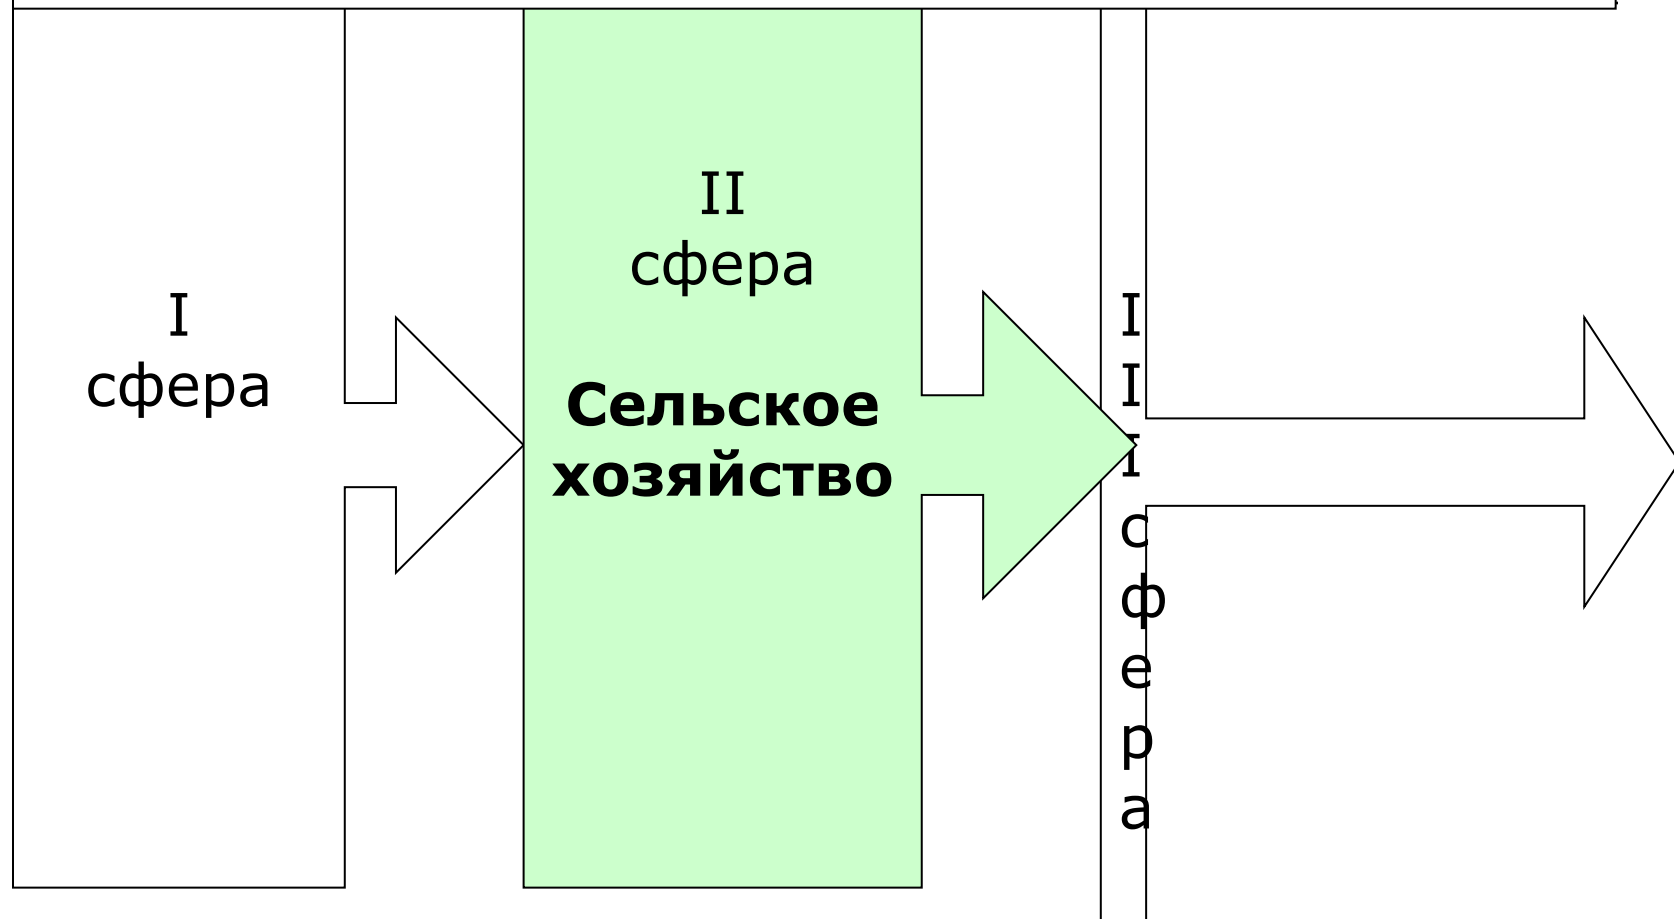 I
сфера
II
сфера
Сельское
хозяйство
I
I
I
с
ф
е
р
а